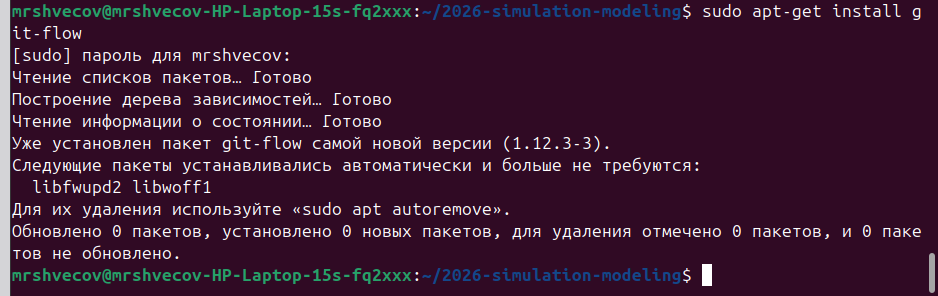 mrshvecov@mrshvecov-HP-Laptop-15s-fq2xxx:~/2026-simulation-modeling$ sudo apt-get install g
it-flow
[sudo] пароль для mrshvecov:
Чтение списков пакетов… Готово
Построение дерева зависимостей… Готово
Чтение информации о состоянии… Готово
Уже установлен пакет git-flow самой новой версии (1.12.3-3).
Следующие пакеты устанавливались автоматически и больше не требуются:
  libfwupd2 libwoff1
Для их удаления используйте «sudo apt autoremove».
Обновлено 0 пакетов, установлено 0 новых пакетов, для удаления отмечено 0 пакетов, и 0 паке
тов не обновлено.
mrshvecov@mrshvecov-HP-Laptop-15s-fq2xxx:~/2026-simulation-modeling$